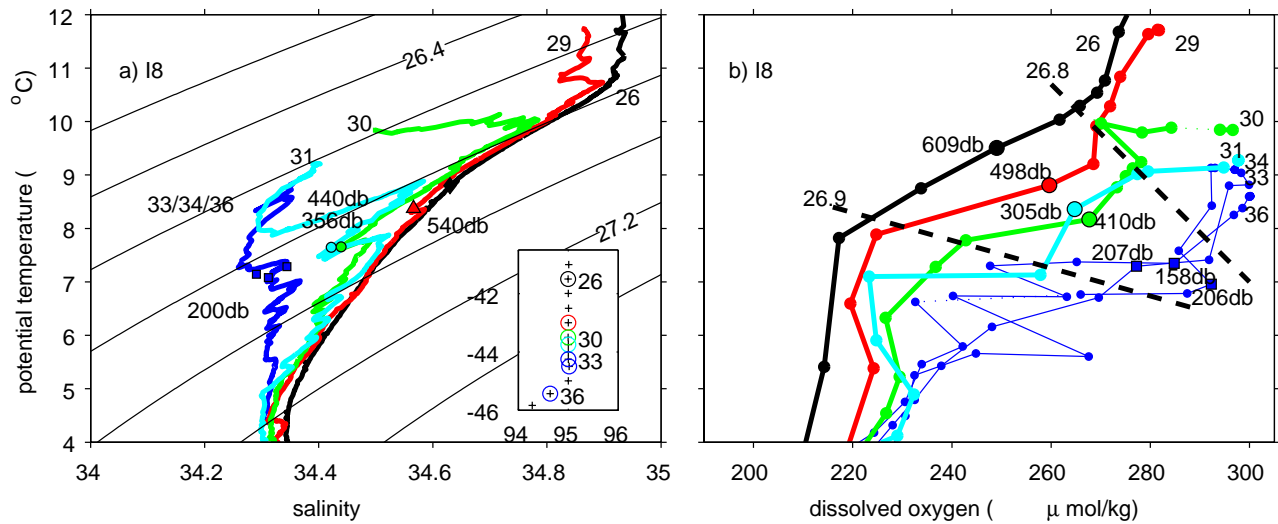 a) I8
12
11
10
9
8
7
6
5
4
potential temperature (
°C)
34
34.2
34.4
34.6
34.8
35
salinity
26.4
27.2
29
26
30
31
33/34/36
440db
356db
540db
200db
-42
-44
-46
94
95
96
26
30
33
36
b) I8
26
29
26.8
30
31
34
33
36
609db
498db
26.9
305db
410db
207db
158db
206db
200
220
240
260
280
300
dissolved oxygen (
μ mol/kg)